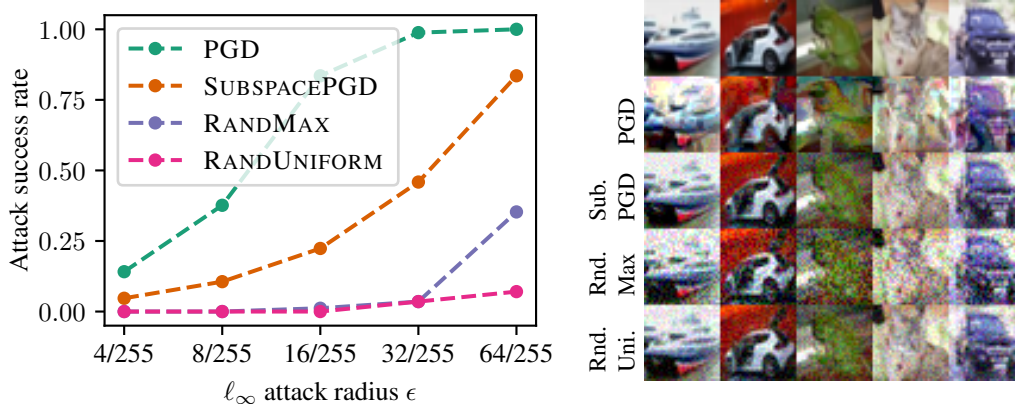 1.00
0.75
0.50
0.25
0.00
Attack success rate
PGD
SUBSPACEPGD
RANDMAX
RANDUNIFORM
4/255 8/255 16/255 32/255 64/255
ℓ∞ attack radius ϵ
PGD
Sub.
PGD
Rnd.
Max
Rnd.
Uni.